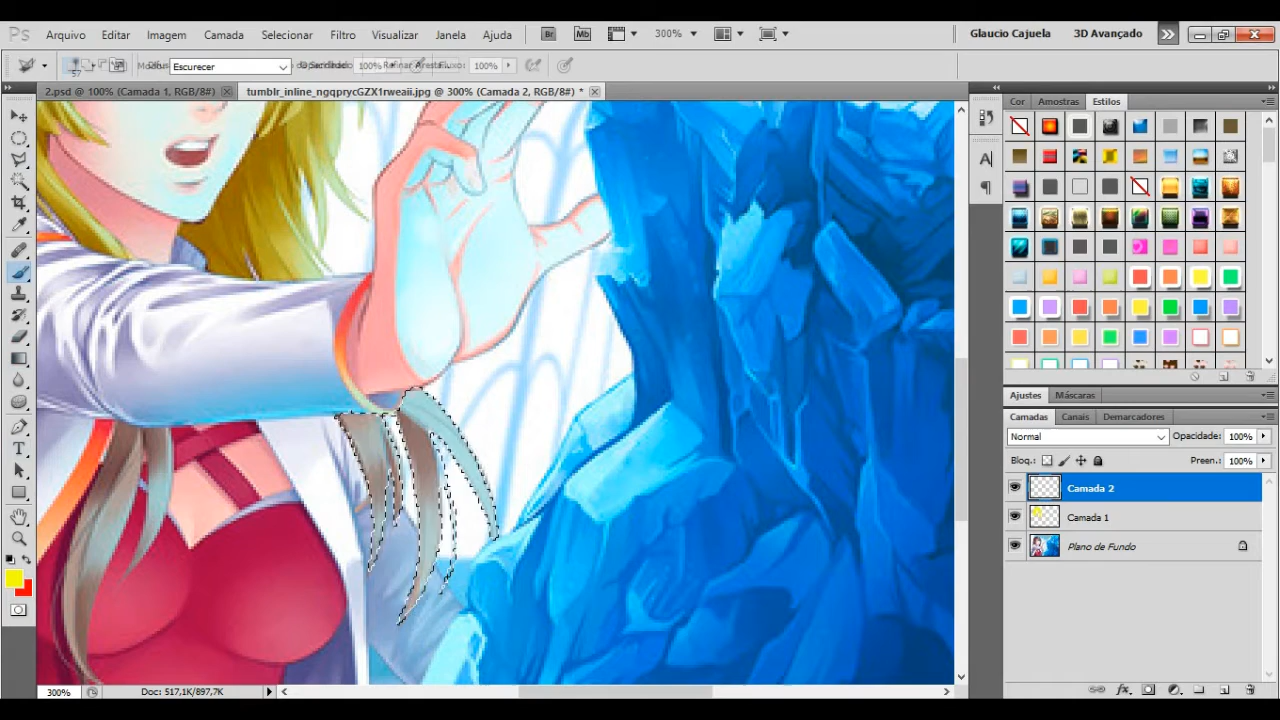 Ps Arquivo Editar Imagem Camada Selecionar Filtro Visualizar Janela Ajuda Br Mb 300% Glaucio Cajuela 3D Avançado
57 Escurecer 100% 100%
2.psd @ 100% (Camada 1, RGB/8#) tumblr_inline_ngqprycGZX1rweaii.jpg @ 300% (Camada 2, RGB/8#) *
Cor Amostras Estilos
Ajustes Máscaras
Camadas Canais Demarcadores
Normal Opacidade: 100%
Bloq.: Preen.: 100%
Camada 2
Camada 1
Plano de Fundo
300% Doc: 517,1K/897,7K